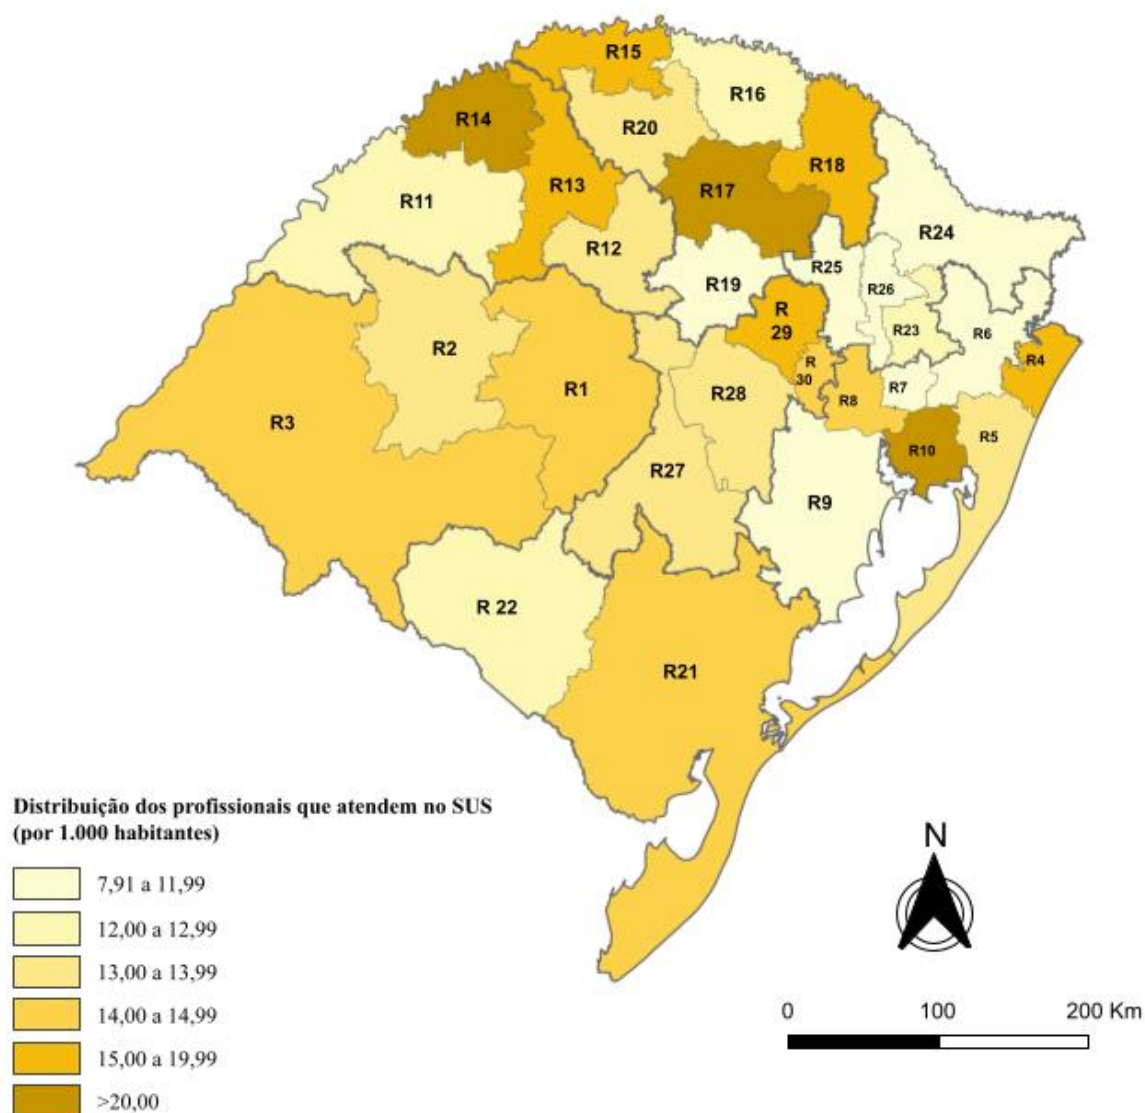 R15
R16
R14
R20
R18
R13
R17
R11
R24
R12
R25
R19
R26
R
29
R23
R6
R2
R4
R
30
R1
R28
R7
R8
R3
R5
R10
R27
R9
R 22
R21
Distribuição dos profissionais que atendem no SUS
(por 1.000 habitantes)
7,91 a 11,99
12,00 a 12,99
13,00 a 13,99
14,00 a 14,99
15,00 a 19,99
>20,00
N
0 100 200 Km